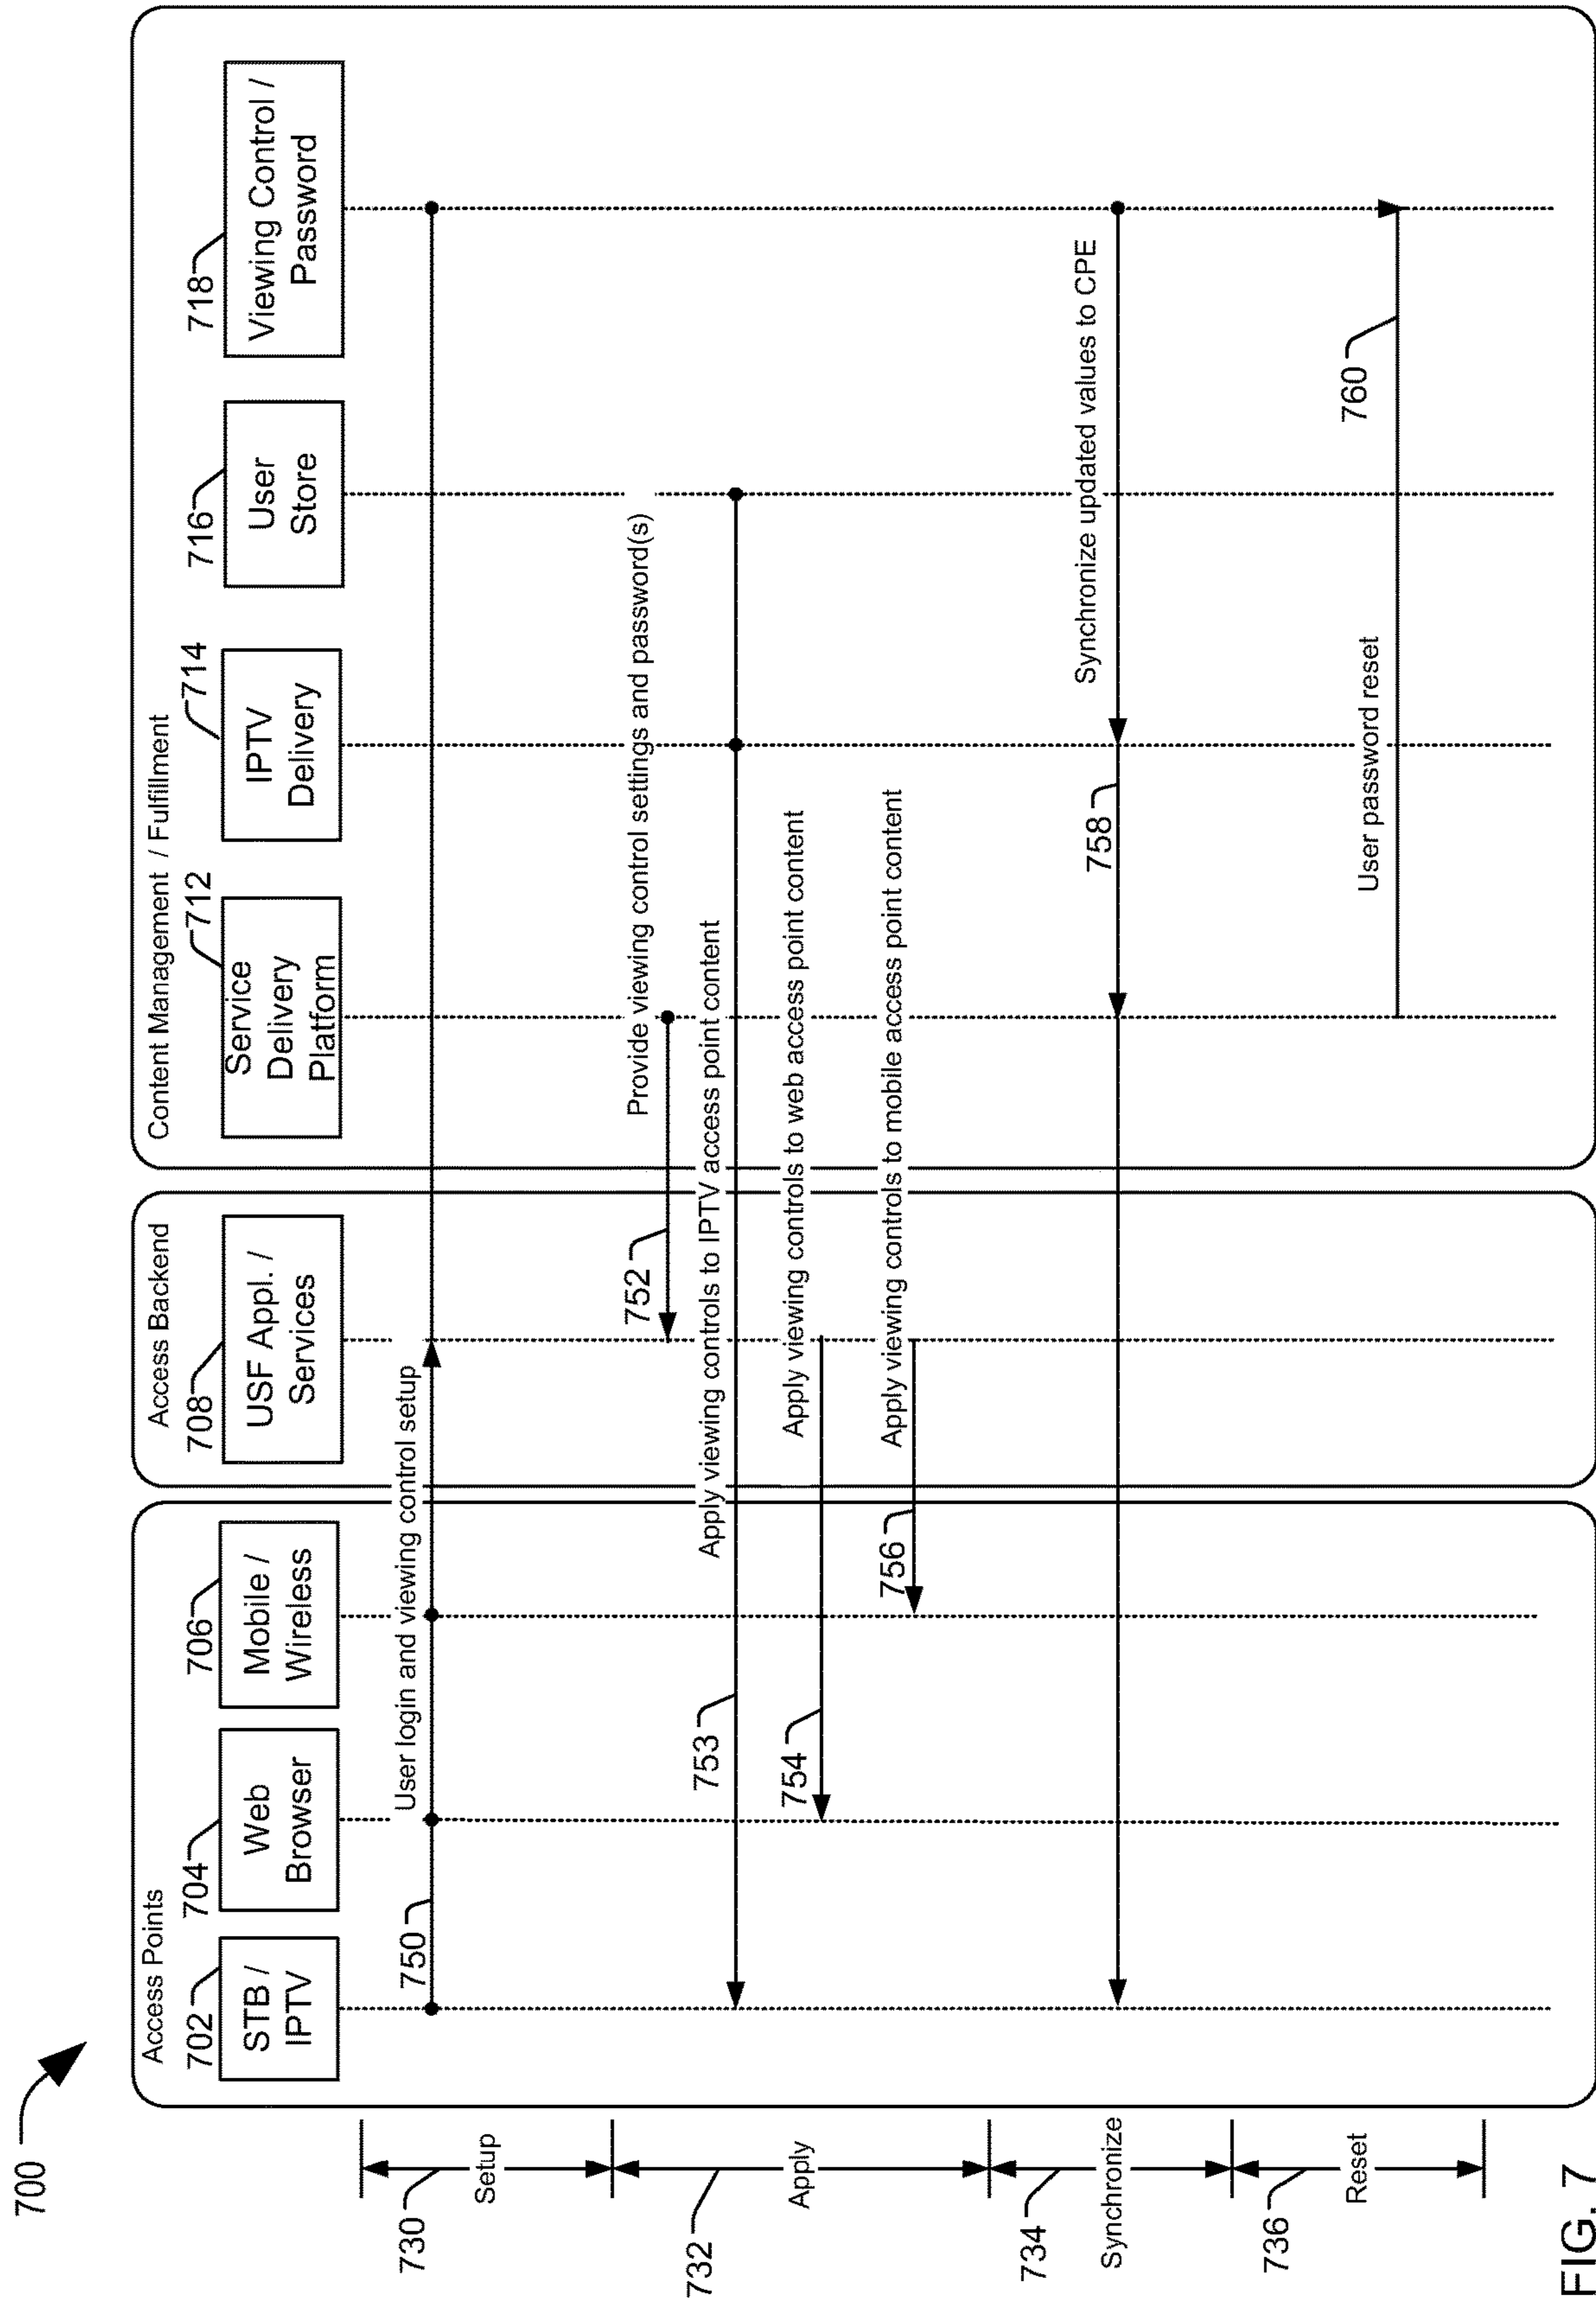 700
Access Points
Access Backend
Content Management / Fulfillment
702
704
706
708
712
714
716
718
STB /
IPTV
Web
Browser
Mobile /
Wireless
USF Appl. /
Services
Service
Delivery
Platform
IPTV
Delivery
User
Store
Viewing Control /
Password
730
Setup
750
User login and viewing control setup
732
Apply
752
Provide viewing control settings and password(s)
753
Apply viewing controls to IPTV access point content
754
Apply viewing controls to web access point content
756
Apply viewing controls to mobile access point content
734
Synchronize
758
Synchronize updated values to CPE
736
Reset
User password reset
760
FIG. 7